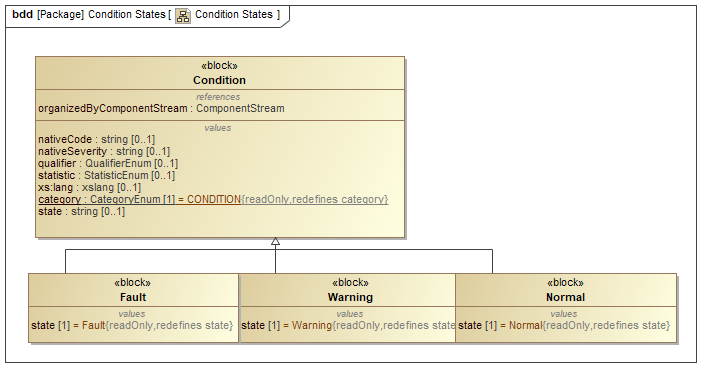 bdd [Package] Condition States [ Condition States ]
«block»
Condition
references
organizedByComponentStream : ComponentStream
values
nativeCode : string [0..1]
nativeSeverity : string [0..1]
qualifier : QualifierEnum [0..1]
statistic : StatisticEnum [0..1]
xs:lang : xslang [0..1]
category : CategoryEnum [1] = CONDITION{readOnly,redefines category}
state : string [0..1]
«block»
Fault
values
state [1] = Fault{readOnly,redefines state}
«block»
Warning
values
state [1] = Warning{readOnly,redefines state
«block»
Normal
values
state [1] = Normal{readOnly,redefines state}